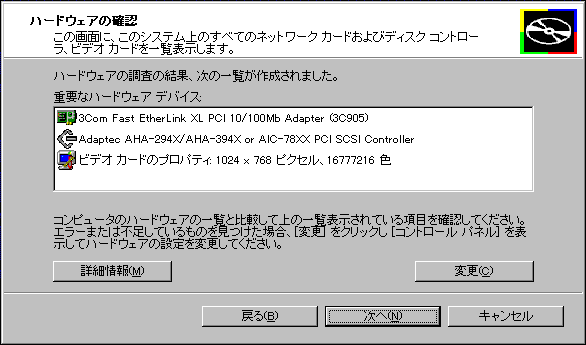 ハードウェアの確認
この画面に、このシステム上のすべてのネットワーク カードおよびディスク コントロー
ラ、ビデオ カードを一覧表示します。
ハードウェアの調査の結果、次の一覧が作成されました。
重要なハードウェア デバイス:
3Com Fast EtherLink XL PCI 10/100Mb Adapter (3C905)
Adaptec AHA-294X/AHA-394X or AIC-78XX PCI SCSI Controller
ビデオ カードのプロパティ: 1024 × 768 ピクセル、16777216 色
コンピュータのハードウェアの一覧と比較して上の一覧表示されている項目を確認してください。
エラーまたは不足しているものを見つけた場合、[変更] をクリックし [コントロール パネル] を表
示してハードウェアの設定を変更してください。
詳細情報(M)
変更(C)
戻る(B)
次へ(N)
キャンセル